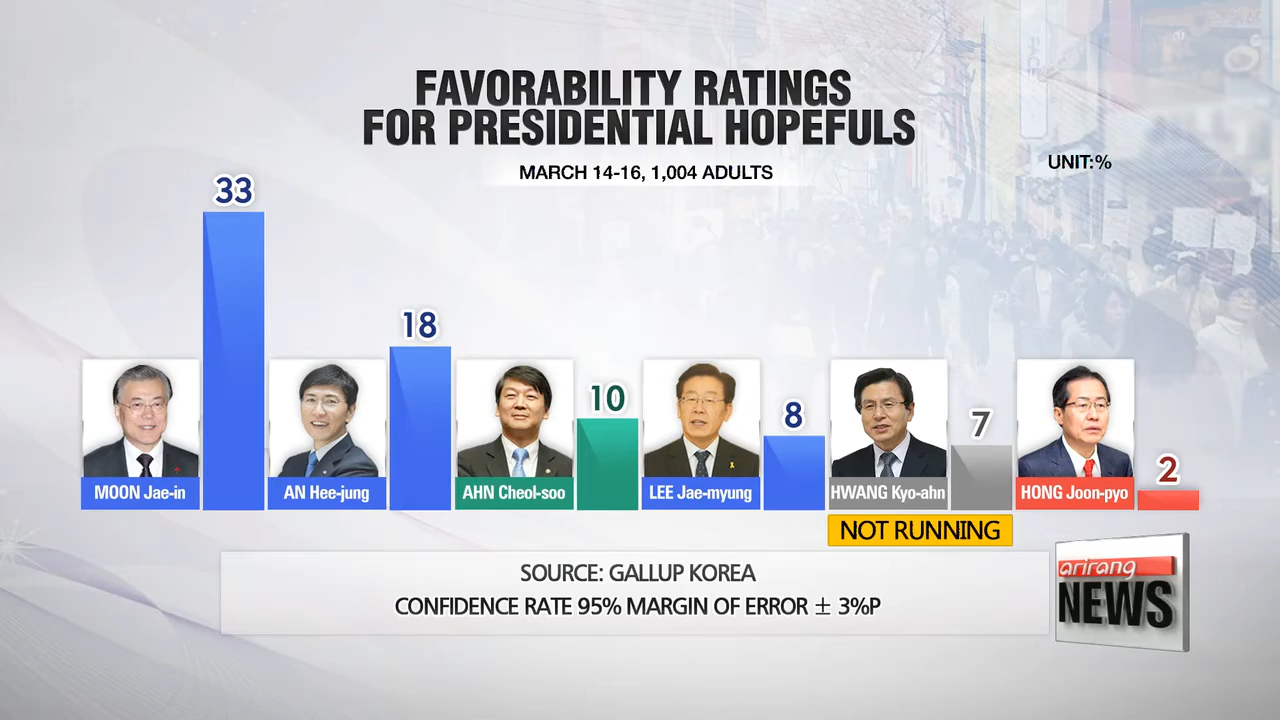 FAVORABILITY RATINGS
FOR PRESIDENTIAL HOPEFULS
MARCH 14-16, 1,004 ADULTS
UNIT:%
33
18
10
8
7
2
MOON Jae-in
AN Hee-jung
AHN Cheol-soo
LEE Jae-myung
HWANG Kyo-ahn
HONG Joon-pyo
NOT RUNNING
SOURCE: GALLUP KOREA
CONFIDENCE RATE 95% MARGIN OF ERROR ± 3%P
arirang
NEWS